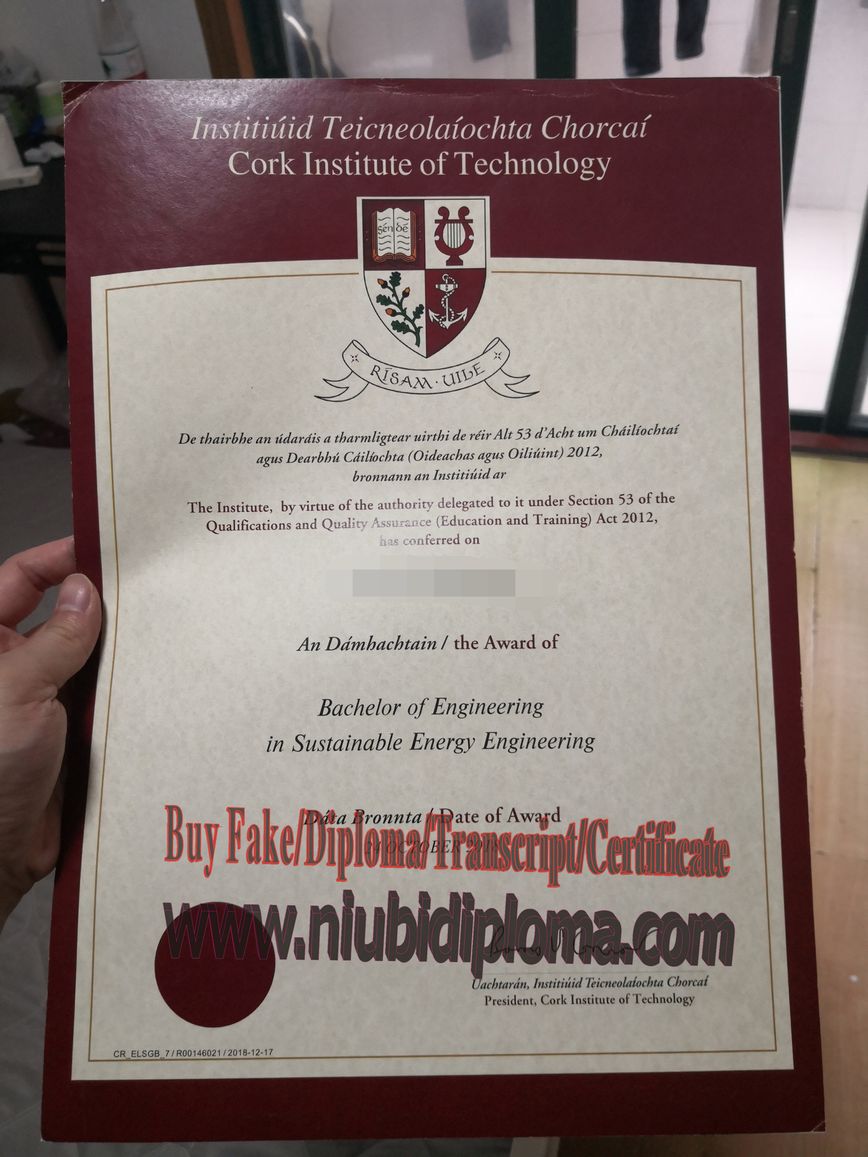 Institiúid Teicneolaíochta Chorcaí
Cork Institute of Technology
RÍSAM · UILE
De thairbhe an údaráis a tharmligtear uirthi de réir Alt 53 d'Acht um Cháilíochtaí
agus Dearbhú Cáilíochta (Oideachas agus Oiliúint) 2012,
bronnann an Institiúid ar
The Institute, by virtue of the authority delegated to it under Section 53 of the
Qualifications and Quality Assurance (Education and Training) Act 2012,
has conferred on
An Dámhachtain / the Award of
Bachelor of Engineering
in Sustainable Energy Engineering
Dáta Bronnta / Date of Award
Buy Fake/Diploma/Transcript/Certificate
OCTOBER
www.niubidiploma.com
Uachtarán, Institiúid Teicneolaíochta Chorcaí
President, Cork Institute of Technology
CR_ELSGB_7 / R00146021 / 2018-12-17